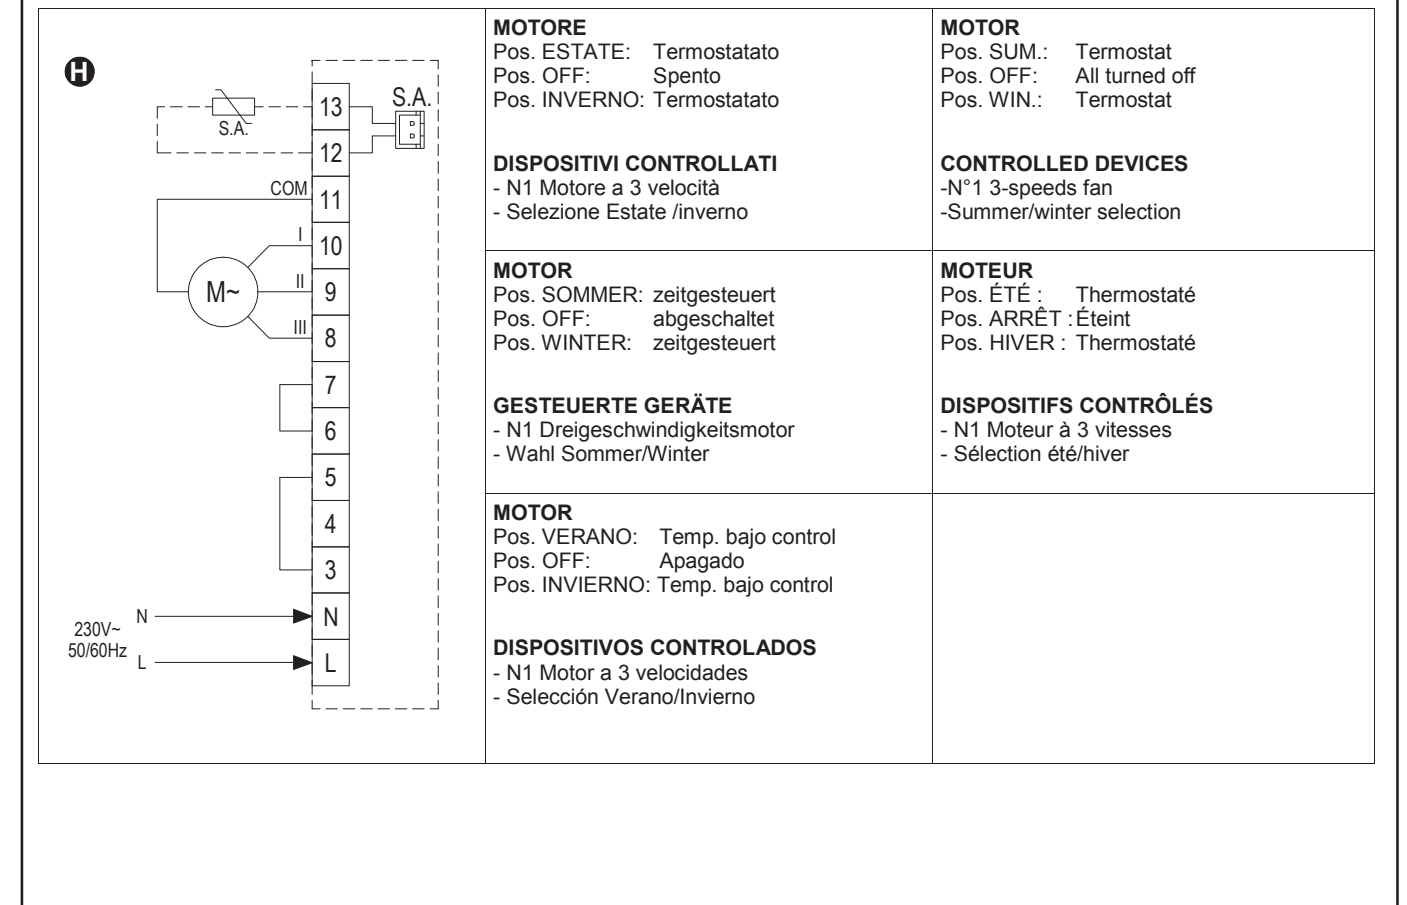 H
S.A.
S.A.
13
12
COM
11
I
10
M~
II
9
III
8
7
6
5
4
3
N
N
230V~
50/60Hz
L
L
MOTORE
Pos. ESTATE: Termostatato
Pos. OFF: Spento
Pos. INVERNO: Termostatato
DISPOSITIVI CONTROLLATI
- N1 Motore a 3 velocità
- Selezione Estate /inverno
MOTOR
Pos. SUM.: Termostat
Pos. OFF: All turned off
Pos. WIN.: Termostat
CONTROLLED DEVICES
-N°1 3-speeds fan
-Summer/winter selection
MOTOR
Pos. SOMMER: zeitgesteuert
Pos. OFF: abgeschaltet
Pos. WINTER: zeitgesteuert
GESTEUERTE GERÄTE
- N1 Dreigeschwindigkeitsmotor
- Wahl Sommer/Winter
MOTEUR
Pos. ÉTÉ : Thermostaté
Pos. ARRÊT : Éteint
Pos. HIVER : Thermostaté
DISPOSITIFS CONTRÔLÉS
- N1 Moteur à 3 vitesses
- Sélection été/hiver
MOTOR
Pos. VERANO: Temp. bajo control
Pos. OFF: Apagado
Pos. INVIERNO: Temp. bajo control
DISPOSITIVOS CONTROLADOS
- N1 Motor a 3 velocidades
- Selección Verano/Invierno